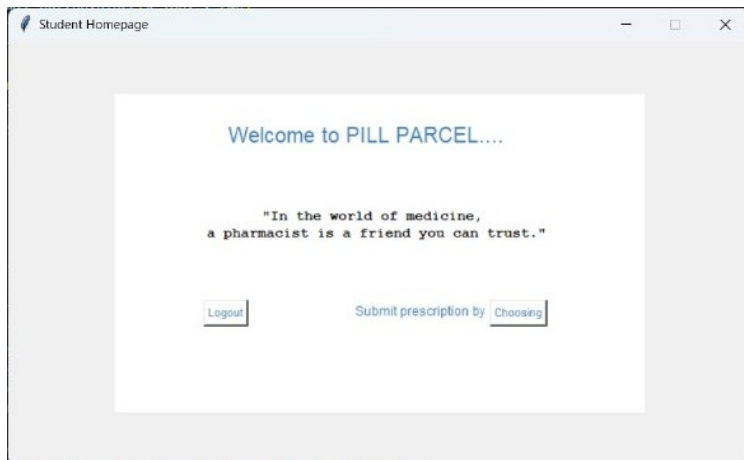 Student Homepage
Welcome to PILL PARCEL....
"In the world of medicine,
a pharmacist is a friend you can trust."
Logout
Submit prescription by Choosing